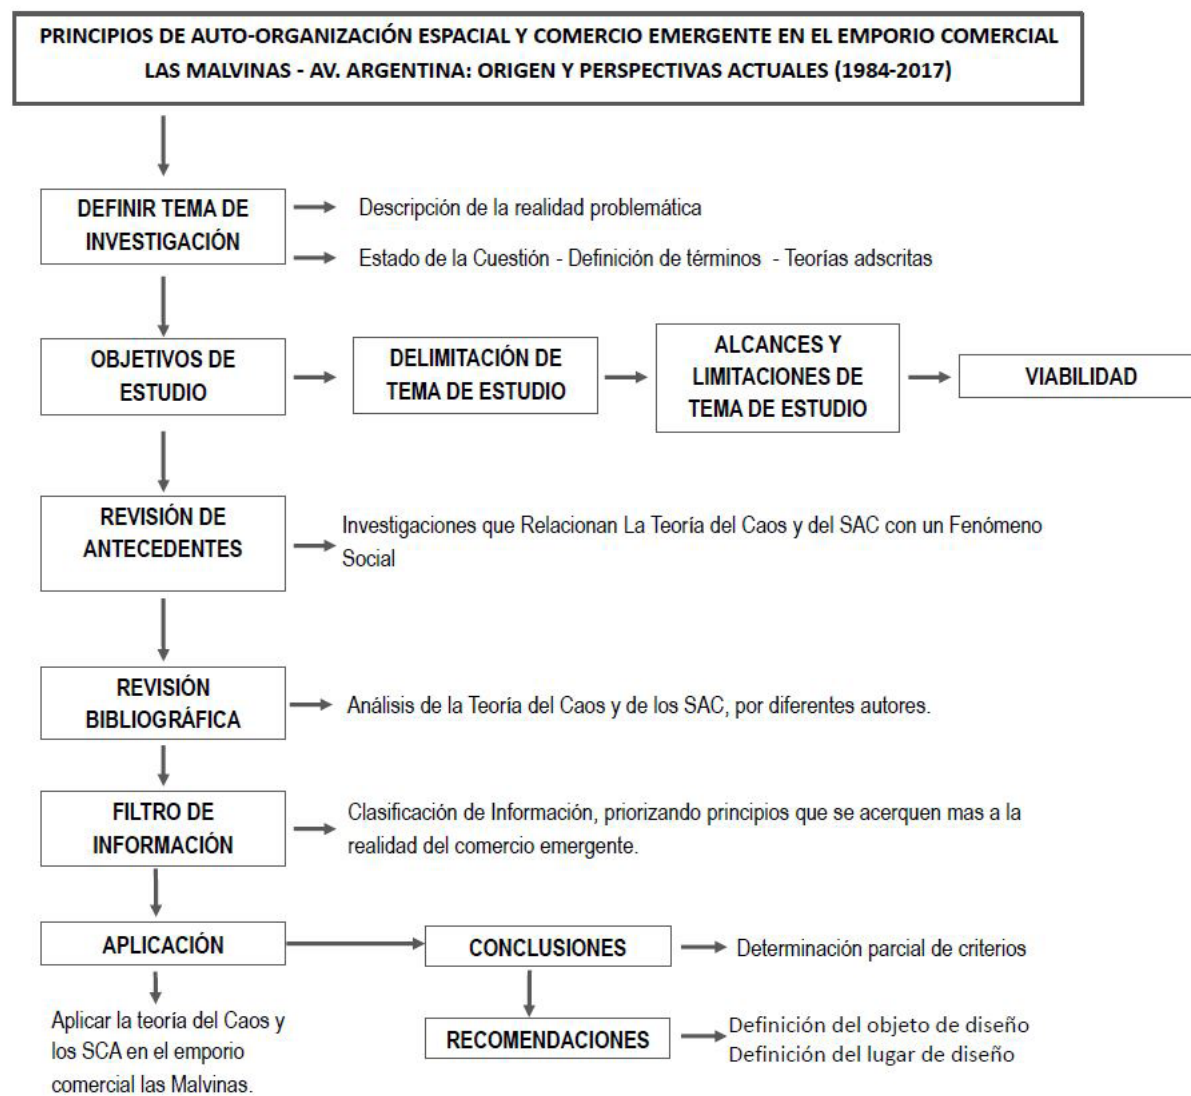 PRINCIPIOS DE AUTO-ORGANIZACIÓN ESPACIAL Y COMERCIO EMERGENTE EN EL EMPORIO COMERCIAL
LAS MALVINAS - AV. ARGENTINA: ORIGEN Y PERSPECTIVAS ACTUALES (1984-2017)
DEFINIR TEMA DE
INVESTIGACIÓN
Descripción de la realidad problemática
Estado de la Cuestión - Definición de términos - Teorías adscritas
OBJETIVOS DE
ESTUDIO
DELIMITACIÓN DE
TEMA DE ESTUDIO
ALCANCES Y
LIMITACIONES DE
TEMA DE ESTUDIO
VIABILIDAD
REVISIÓN DE
ANTECEDENTES
Investigaciones que Relacionan La Teoría del Caos y del SAC con un Fenómeno
Social
REVISIÓN
BIBLIOGRÁFICA
Análisis de la Teoría del Caos y de los SAC, por diferentes autores.
FILTRO DE
INFORMACIÓN
Clasificación de Información, priorizando principios que se acerquen mas a la
realidad del comercio emergente.
APLICACIÓN
CONCLUSIONES
Determinación parcial de criterios
Aplicar la teoría del Caos y
los SCA en el emporio
comercial las Malvinas.
RECOMENDACIONES
Definición del objeto de diseño
Definición del lugar de diseño